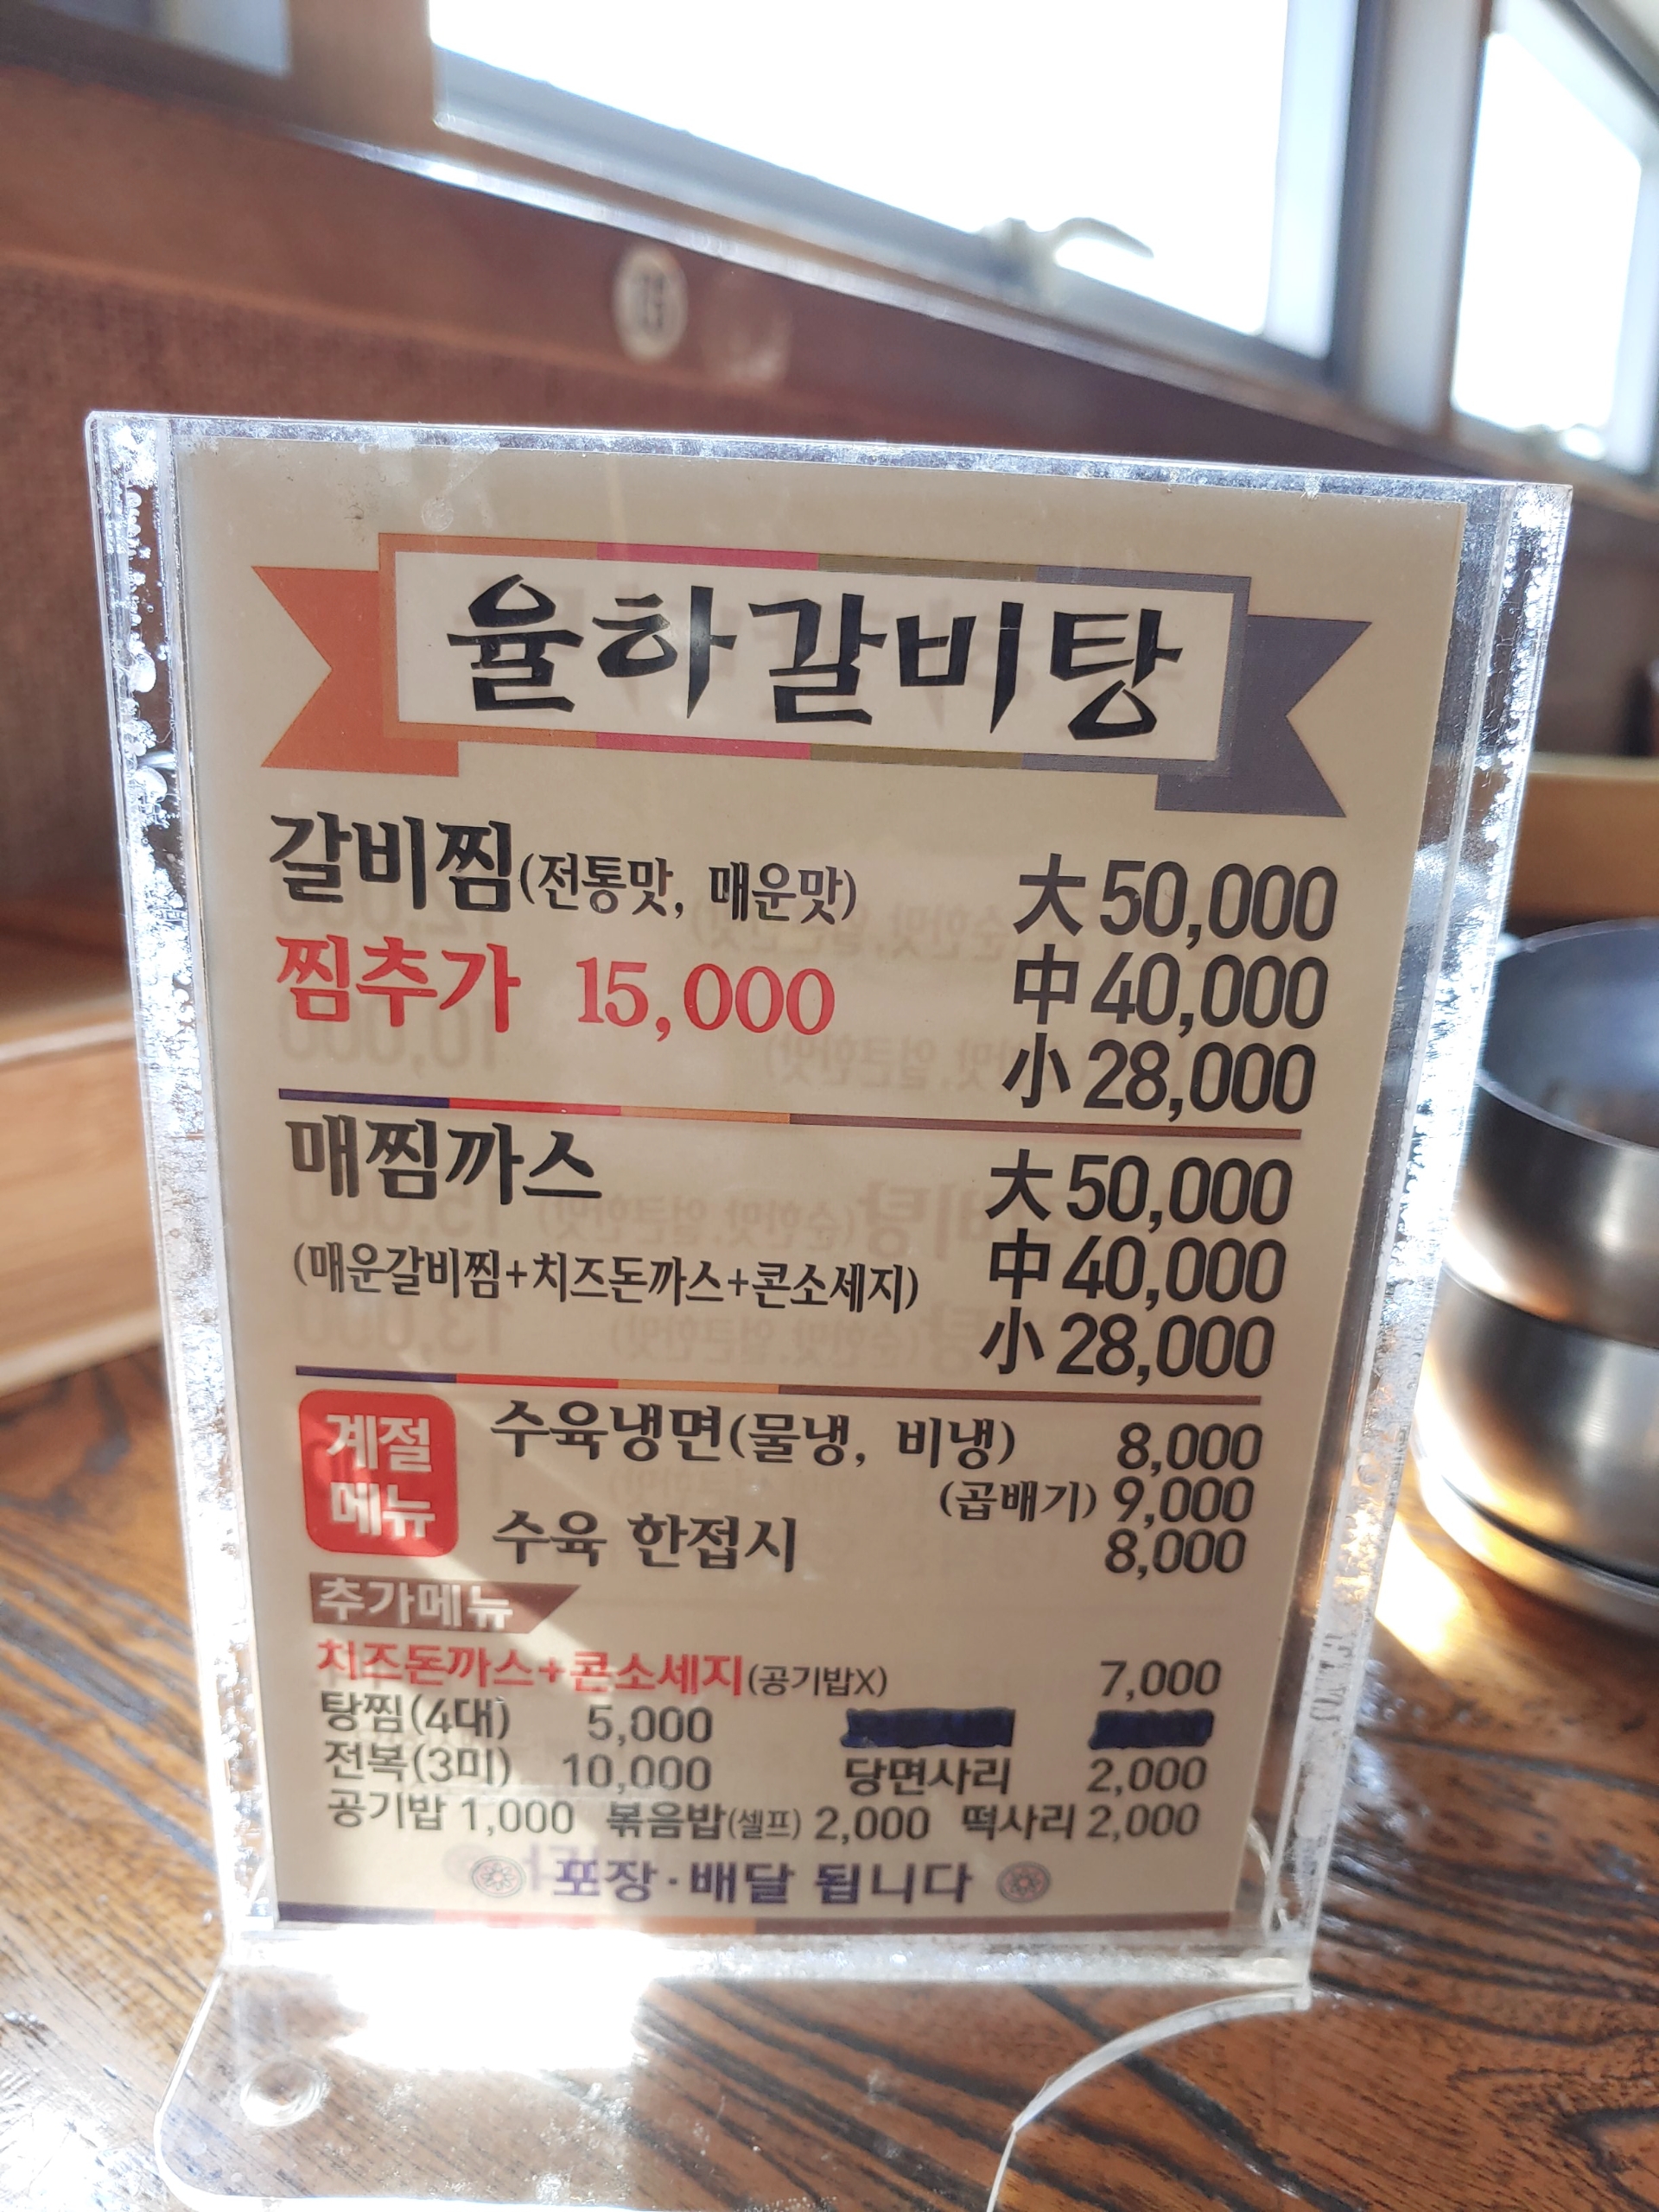 율하갈비탕
갈비찜(전통맛, 매운맛) 大 50,000
찜추가 15,000 中 40,000
小 28,000
매찜까스 大 50,000
(매운갈비찜+치즈돈까스+콘소세지) 中 40,000
小 28,000
계절 메뉴
수육냉면(물냉, 비냉) 8,000
(곱배기) 9,000
수육 한접시 8,000
추가메뉴
치즈돈까스+콘소세지(공기밥X) 7,000
탕찜(4대) 5,000
전복(3미) 10,000 당면사리 2,000
공기밥 1,000 볶음밥(셀프) 2,000 떡사리 2,000
포장·배달 됩니다